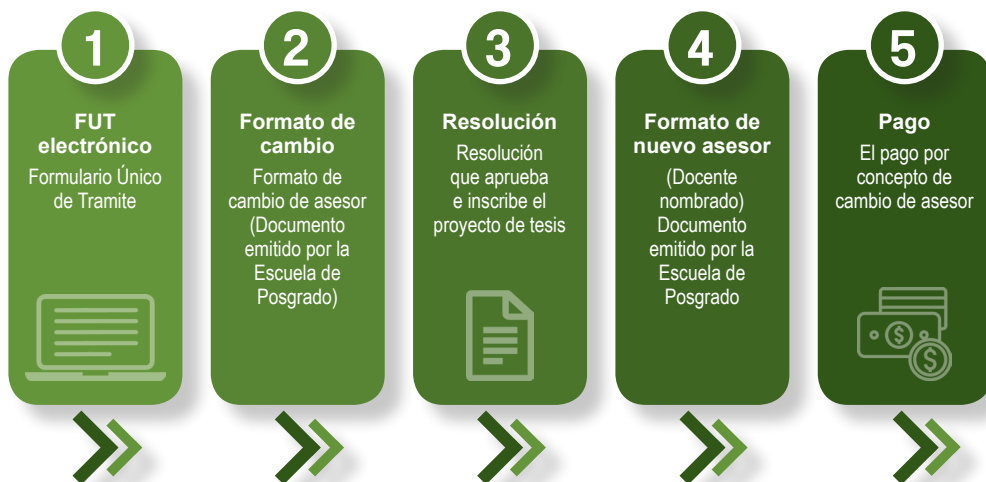 1
FUT
electrónico
Formulario Único
de Tramite
2
Formato de
cambio
Formato de
cambio de asesor
(Documento
emitido por la
Escuela de
Posgrado)
3
Resolución
Resolución
que aprueba
e inscribe el
proyecto de tesis
4
Formato de
nuevo asesor
(Docente
nombrado)
Documento
emitido por la
Escuela de
Posgrado
5
Pago
El pago por
concepto de
cambio de asesor
$
$